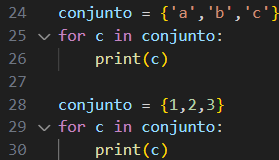 24 conjunto = {'a','b','c'}
25 for c in conjunto:
26     print(c)
27
28 conjunto = {1,2,3}
29 for c in conjunto:
30     print(c)